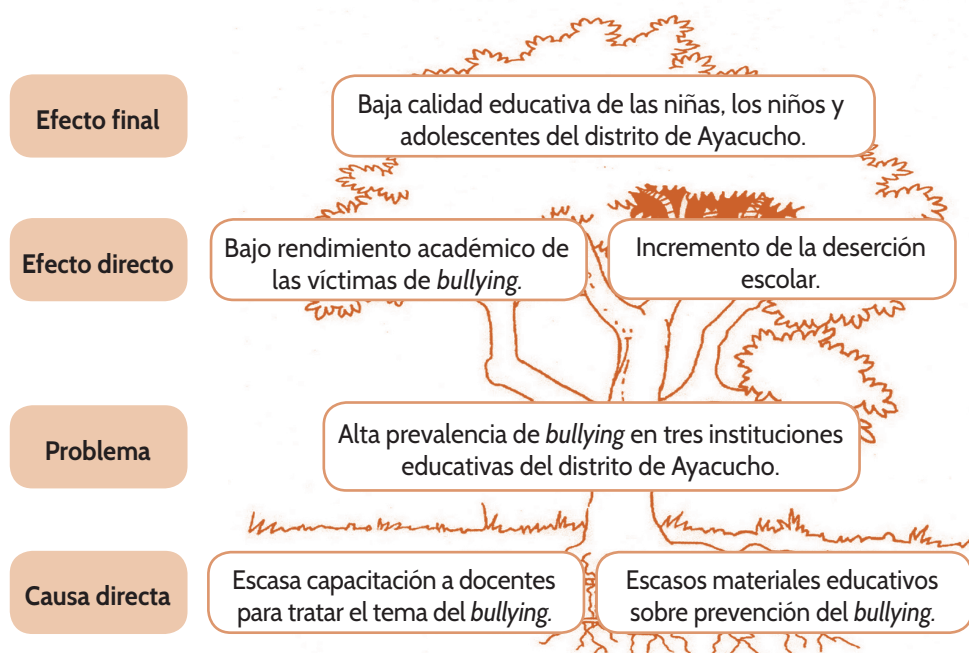 Efecto final
Baja calidad educativa de las niñas, los niños y
adolescentes del distrito de Ayacucho.
Efecto directo
Bajo rendimiento académico de
las víctimas de bullying.
Incremento de la deserción
escolar.
Problema
Alta prevalencia de bullying en tres instituciones
educativas del distrito de Ayacucho.
Causa directa
Escasa capacitación a docentes
para tratar el tema del bullying.
Escasos materiales educativos
sobre prevención del bullying.